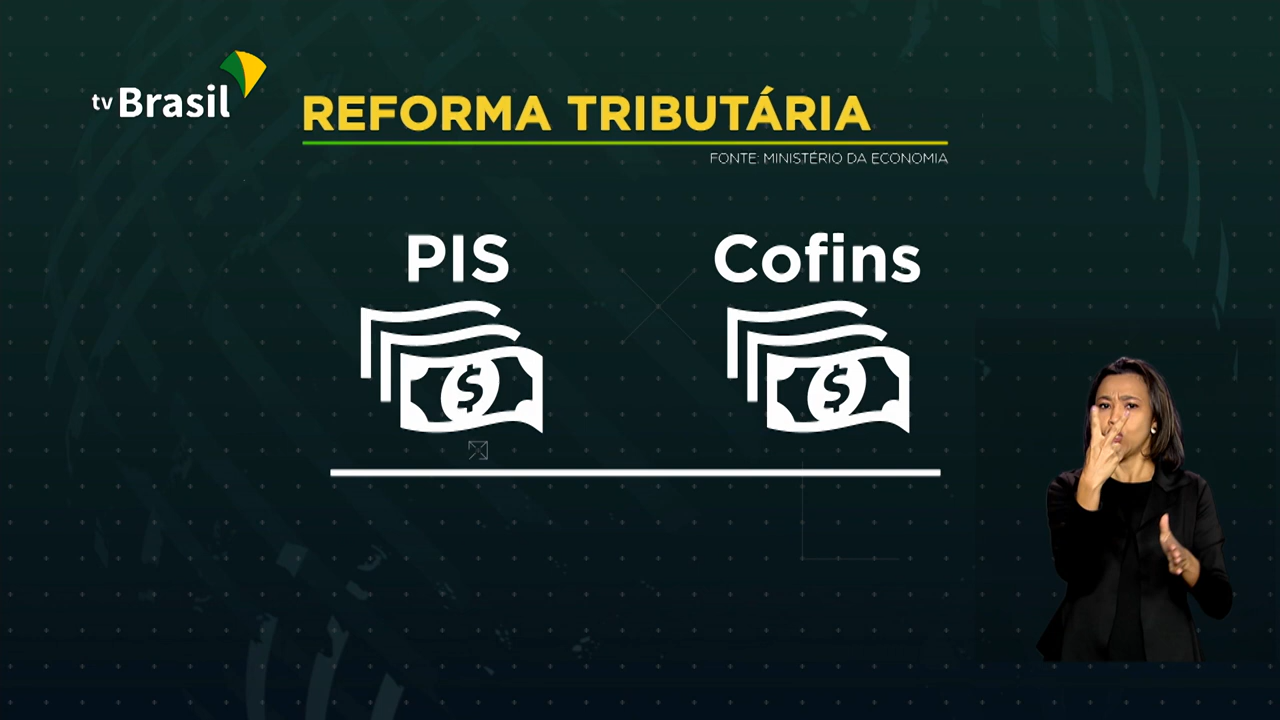 tv Brasil
REFORMA TRIBUTÁRIA
FONTE: MINISTÉRIO DA ECONOMIA
PIS
Cofins
$
$